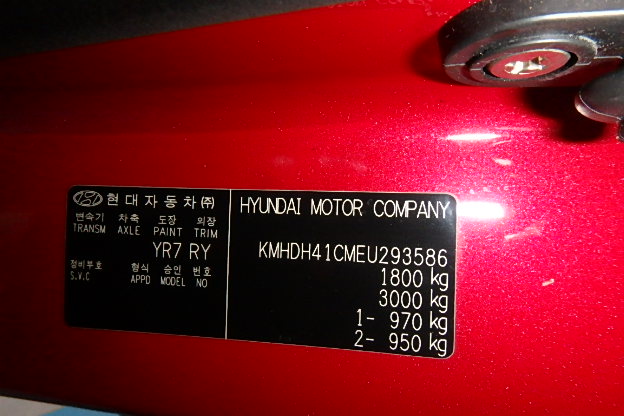 현대자동차㈜
변속기 차축 도장 외장
TRANSM AXLE PAINT TRIM
YR7 RY
정비부호 형식 승인 번호
S.V.C APPD MODEL NO
HYUNDAI MOTOR COMPANY
KMHDH41CMEU293586
1800 kg
3000 kg
1- 970 kg
2- 950 kg